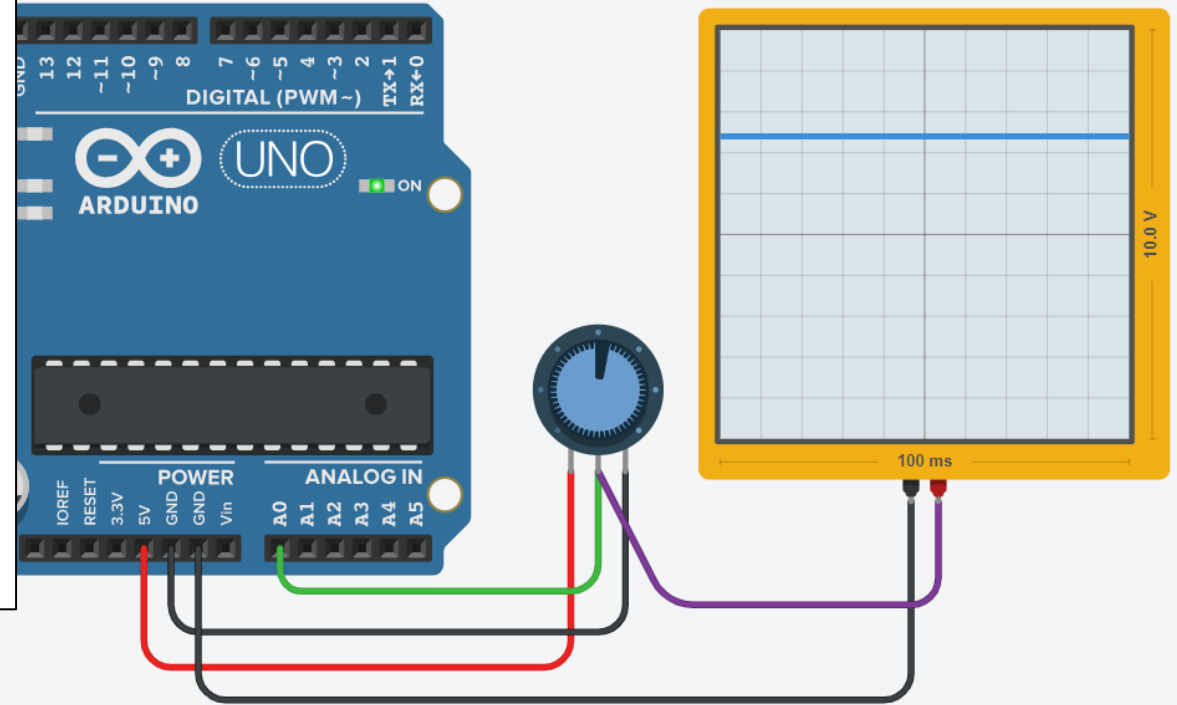 GND
13
12
~11
~10
~9
8
7
~6
~5
4
~3
2
TX→1
RX←0
DIGITAL (PWM~)
UNO
ARDUINO
ON
10.0 V
100 ms
POWER
ANALOG IN
IOREF
RESET
3.3V
5V
GND
GND
Vin
A0
A1
A2
A3
A4
A5